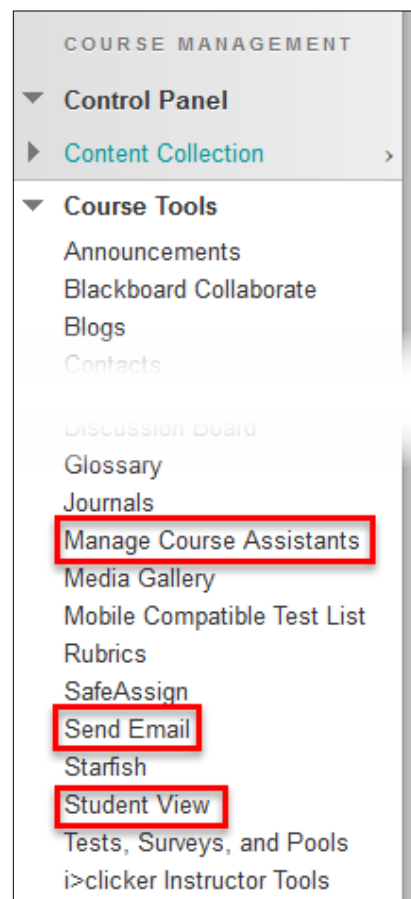 COURSE MANAGEMENT
Control Panel
Content Collection
Course Tools
Announcements
Blackboard Collaborate
Blogs
Contacts
Discussion Board
Glossary
Journals
Manage Course Assistants
Media Gallery
Mobile Compatible Test List
Rubrics
SafeAssign
Send Email
Starfish
Student View
Tests, Surveys, and Pools
i>clicker Instructor Tools